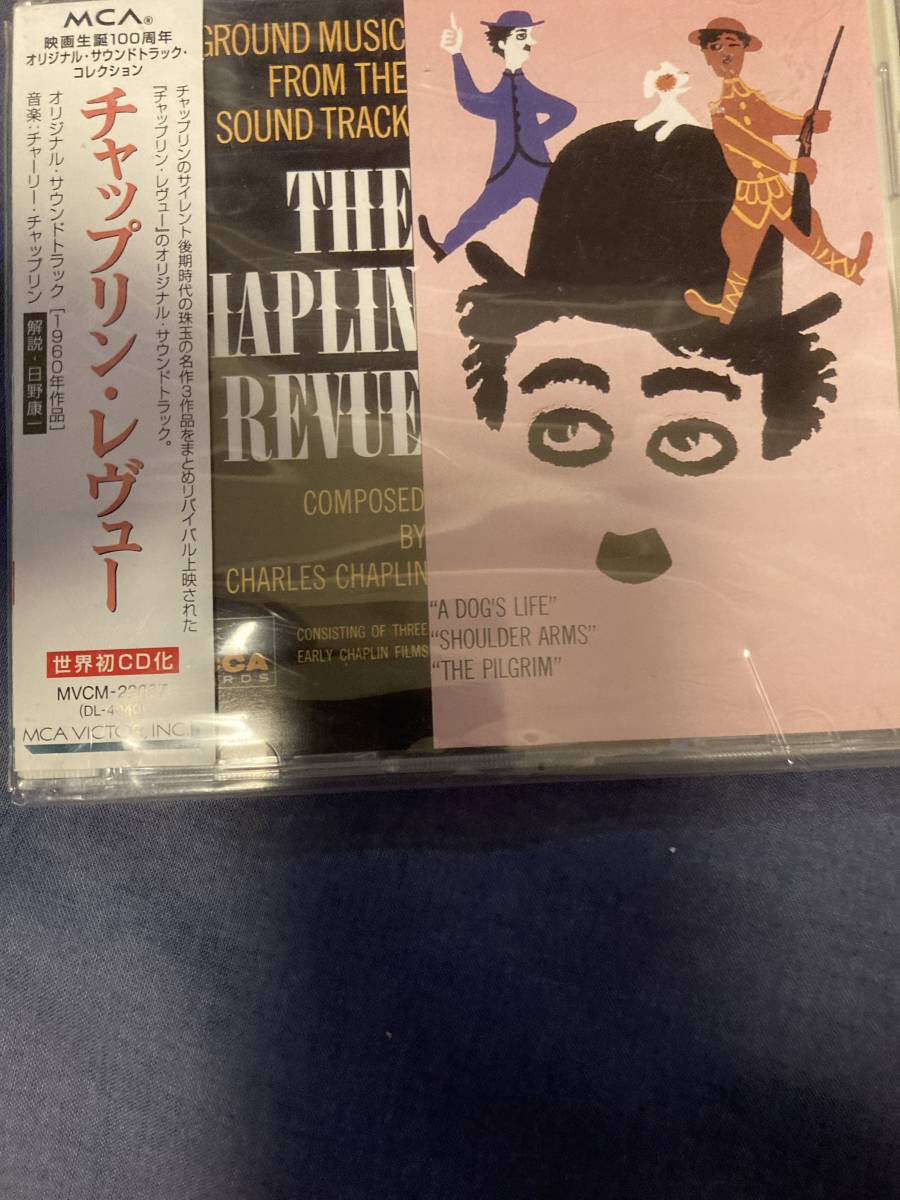 MCA®
映画生誕100周年
オリジナル・サウンドトラック・
コレクション
チャップリンのサイレント後期時代の珠玉の名作3作品をまとめリバイバル上映された
『チャップリン・レヴュー』のオリジナル・サウンドトラック。
チャップリン・レヴュー
オリジナル・サウンドトラック [1960年作品]
音楽:チャーリー・チャップリン 解説・日野康一
世界初CD化
MCA VICTOR, INC.
GROUND MUSIC
FROM THE
SOUND TRACK
THE
HAPLIN
REVUE
COMPOSED
BY
CHARLES CHAPLIN
CONSISTING OF THREE
EARLY CHAPLIN FILMS
"A DOG'S LIFE"
"SHOULDER ARMS"
"THE PILGRIM"